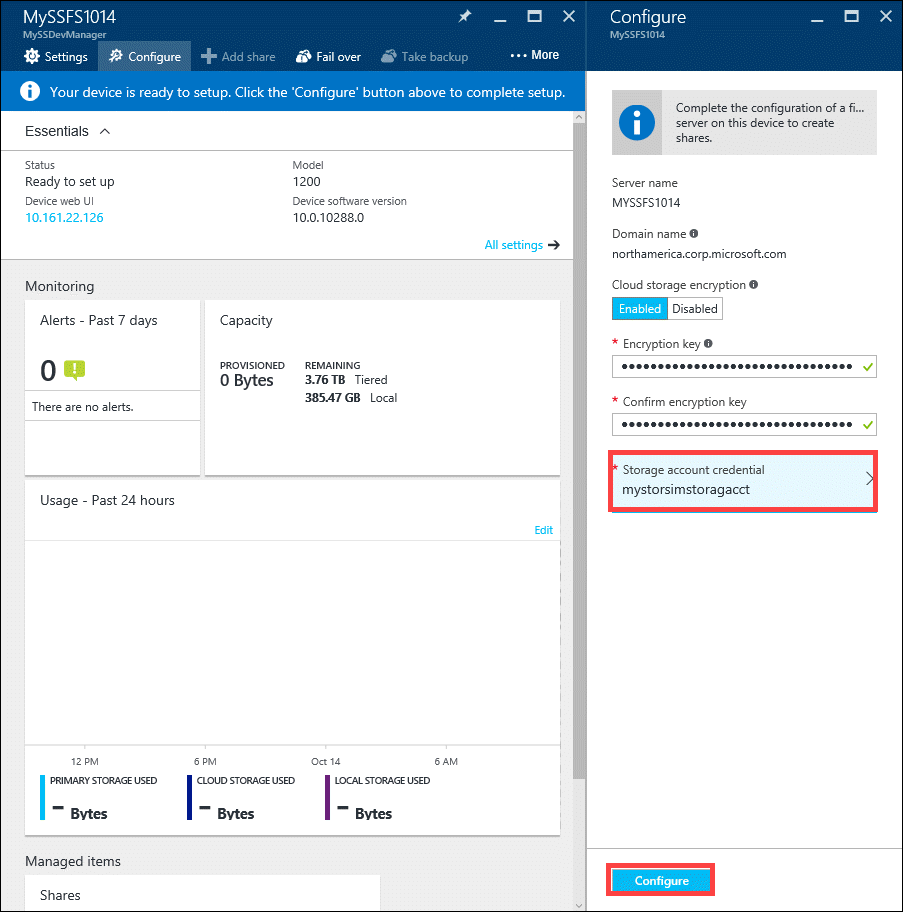 MySSFS1014
MySSDevManager
Settings
Configure
Add share
Fail over
Take backup
••• More
Your device is ready to setup. Click the 'Configure' button above to complete setup.
Essentials
Status
Ready to set up
Device web UI
10.161.22.126
Model
1200
Device software version
10.0.10288.0
All settings
Monitoring
Alerts - Past 7 days
0
There are no alerts.
Capacity
PROVISIONED
0 Bytes
REMAINING
3.76 TB Tiered
385.47 GB Local
Usage - Past 24 hours
Edit
12 PM 6 PM Oct 14 6 AM
PRIMARY STORAGE USED
– Bytes
CLOUD STORAGE USED
– Bytes
LOCAL STORAGE USED
– Bytes
Managed items
Shares
Configure
MySSFS1014
Complete the configuration of a fi...
server on this device to create
shares.
Server name
MYSSFS1014
Domain name
northamerica.corp.microsoft.com
Cloud storage encryption
Enabled Disabled
* Encryption key
••••••••••••••••••••••••••••••••
* Confirm encryption key
••••••••••••••••••••••••••••••••
* Storage account credential
mystorsimstoragacct
Configure